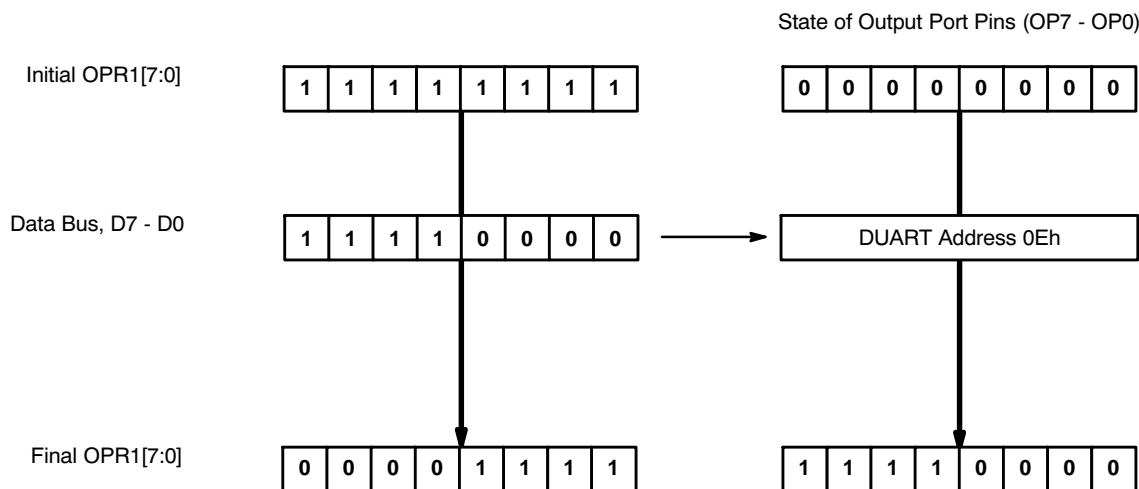 State of Output Port Pins (OP7 - OP0)
Initial OPR1[7:0] 1 1 1 1 1 1 1 1 0 0 0 0 0 0 0 0
Data Bus, D7 - D0 1 1 1 1 0 0 0 0 DUART Address 0Eh
Final OPR1[7:0] 0 0 0 0 1 1 1 1 1 1 1 1 0 0 0 0